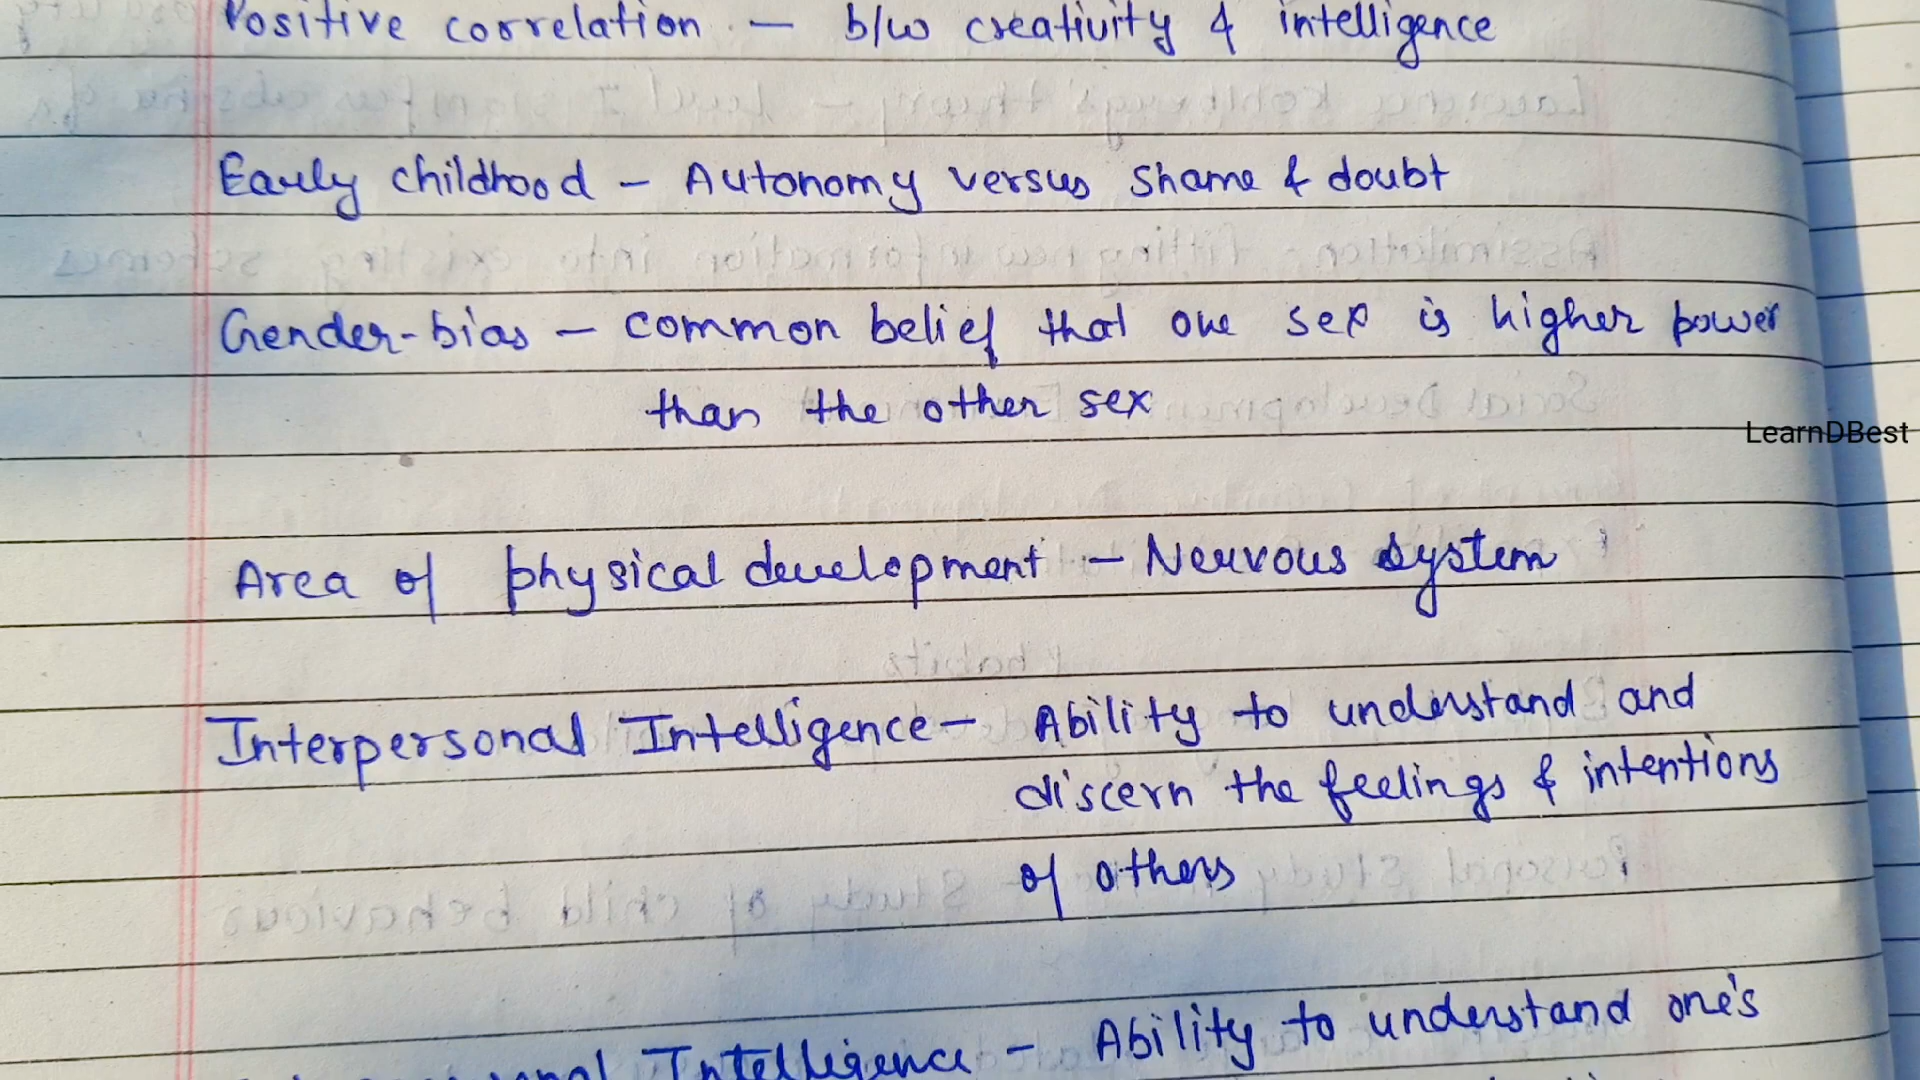 Positive correlation - b/w creativity & intelligence
Early childhood - Autonomy versus shame & doubt
Gender-bias - common belief that one sex is higher power
than the other sex
LearnDBest
Area of physical development - Nervous system
Interpersonal Intelligence - Ability to understand and
discern the feelings & intentions
of others
Intelligence - Ability to understand one's